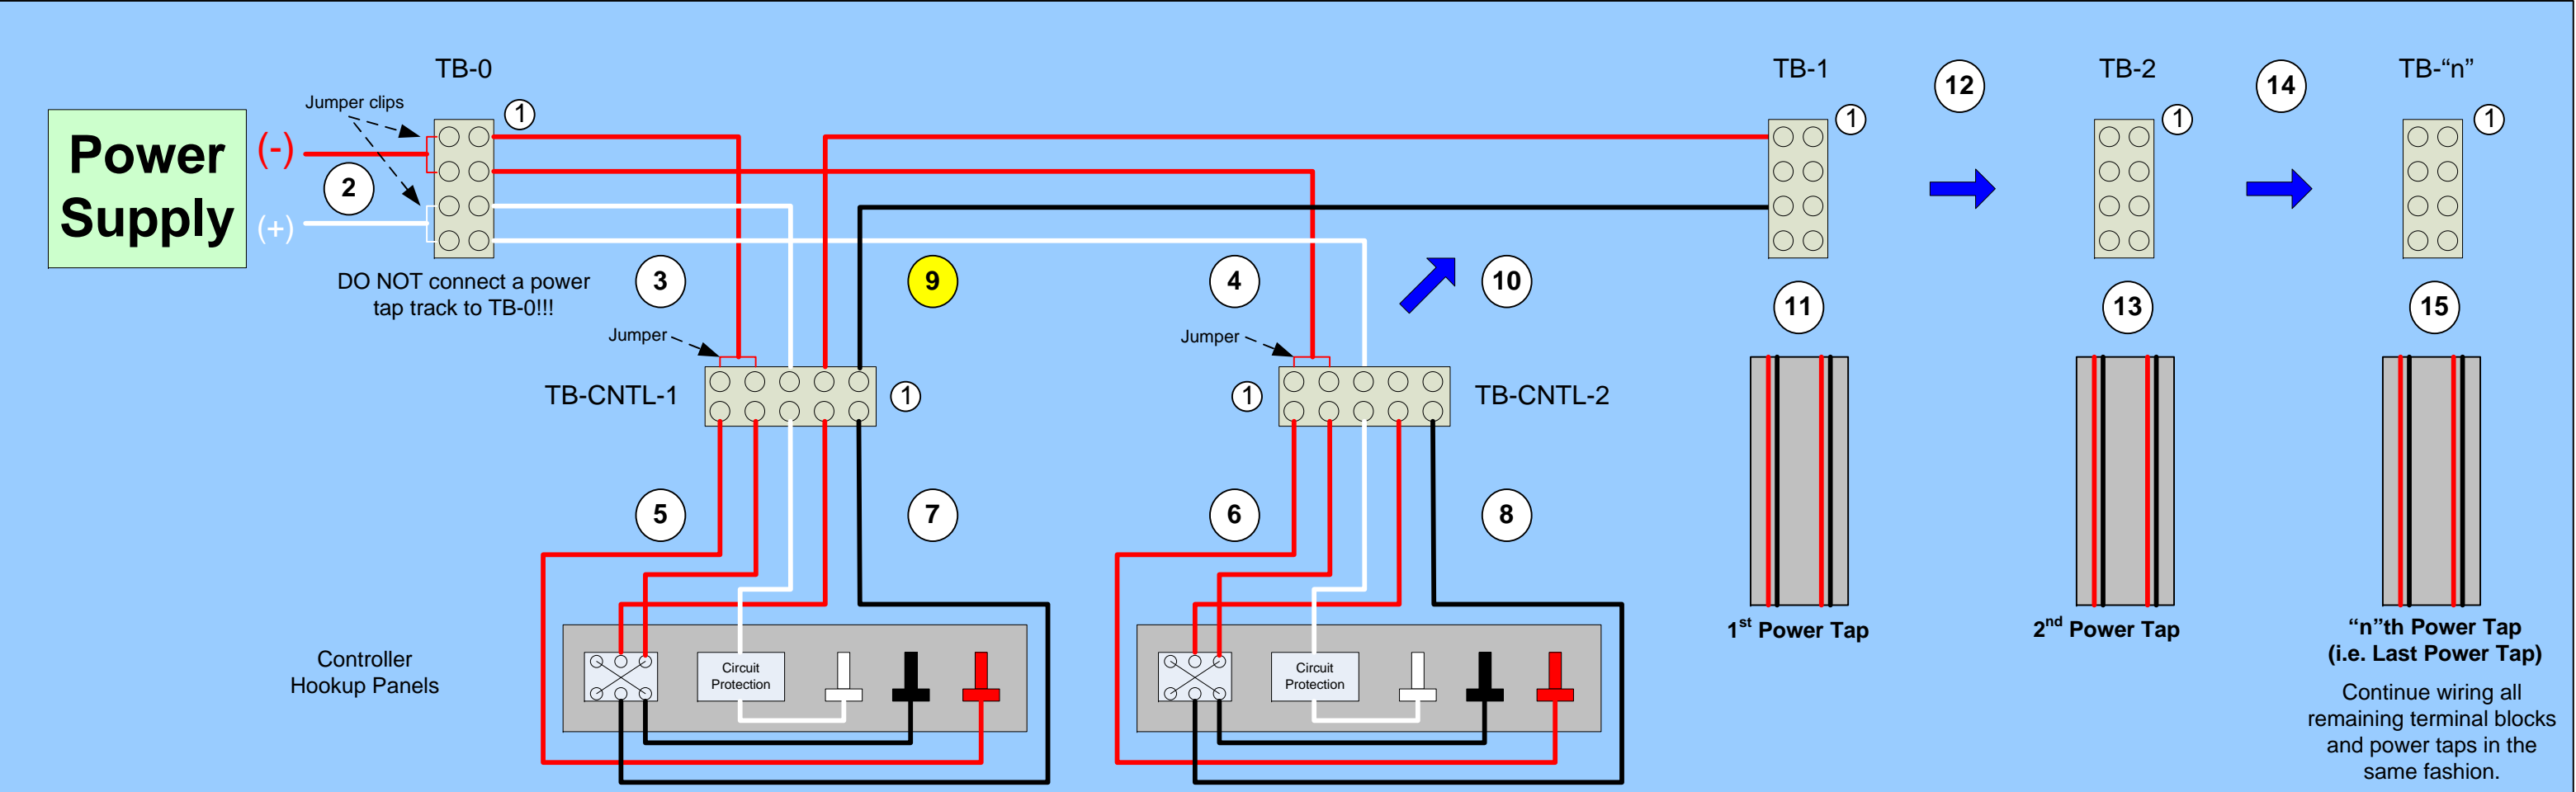 TB-0
TB-1
12
TB-2
14
TB-“n”
Jumper clips
1
1
1
1
Power
Supply
(-)
2
(+)
DO NOT connect a power
tap track to TB-0!!!
3
9
4
10
11
13
15
Jumper
Jumper
TB-CNTL-1
1
1
TB-CNTL-2
5
7
6
8
1st Power Tap
2nd Power Tap
“n”th Power Tap
(i.e. Last Power Tap)
Controller
Hookup Panels
Circuit
Protection
Circuit
Protection
Continue wiring all
remaining terminal blocks
and power taps in the
same fashion.